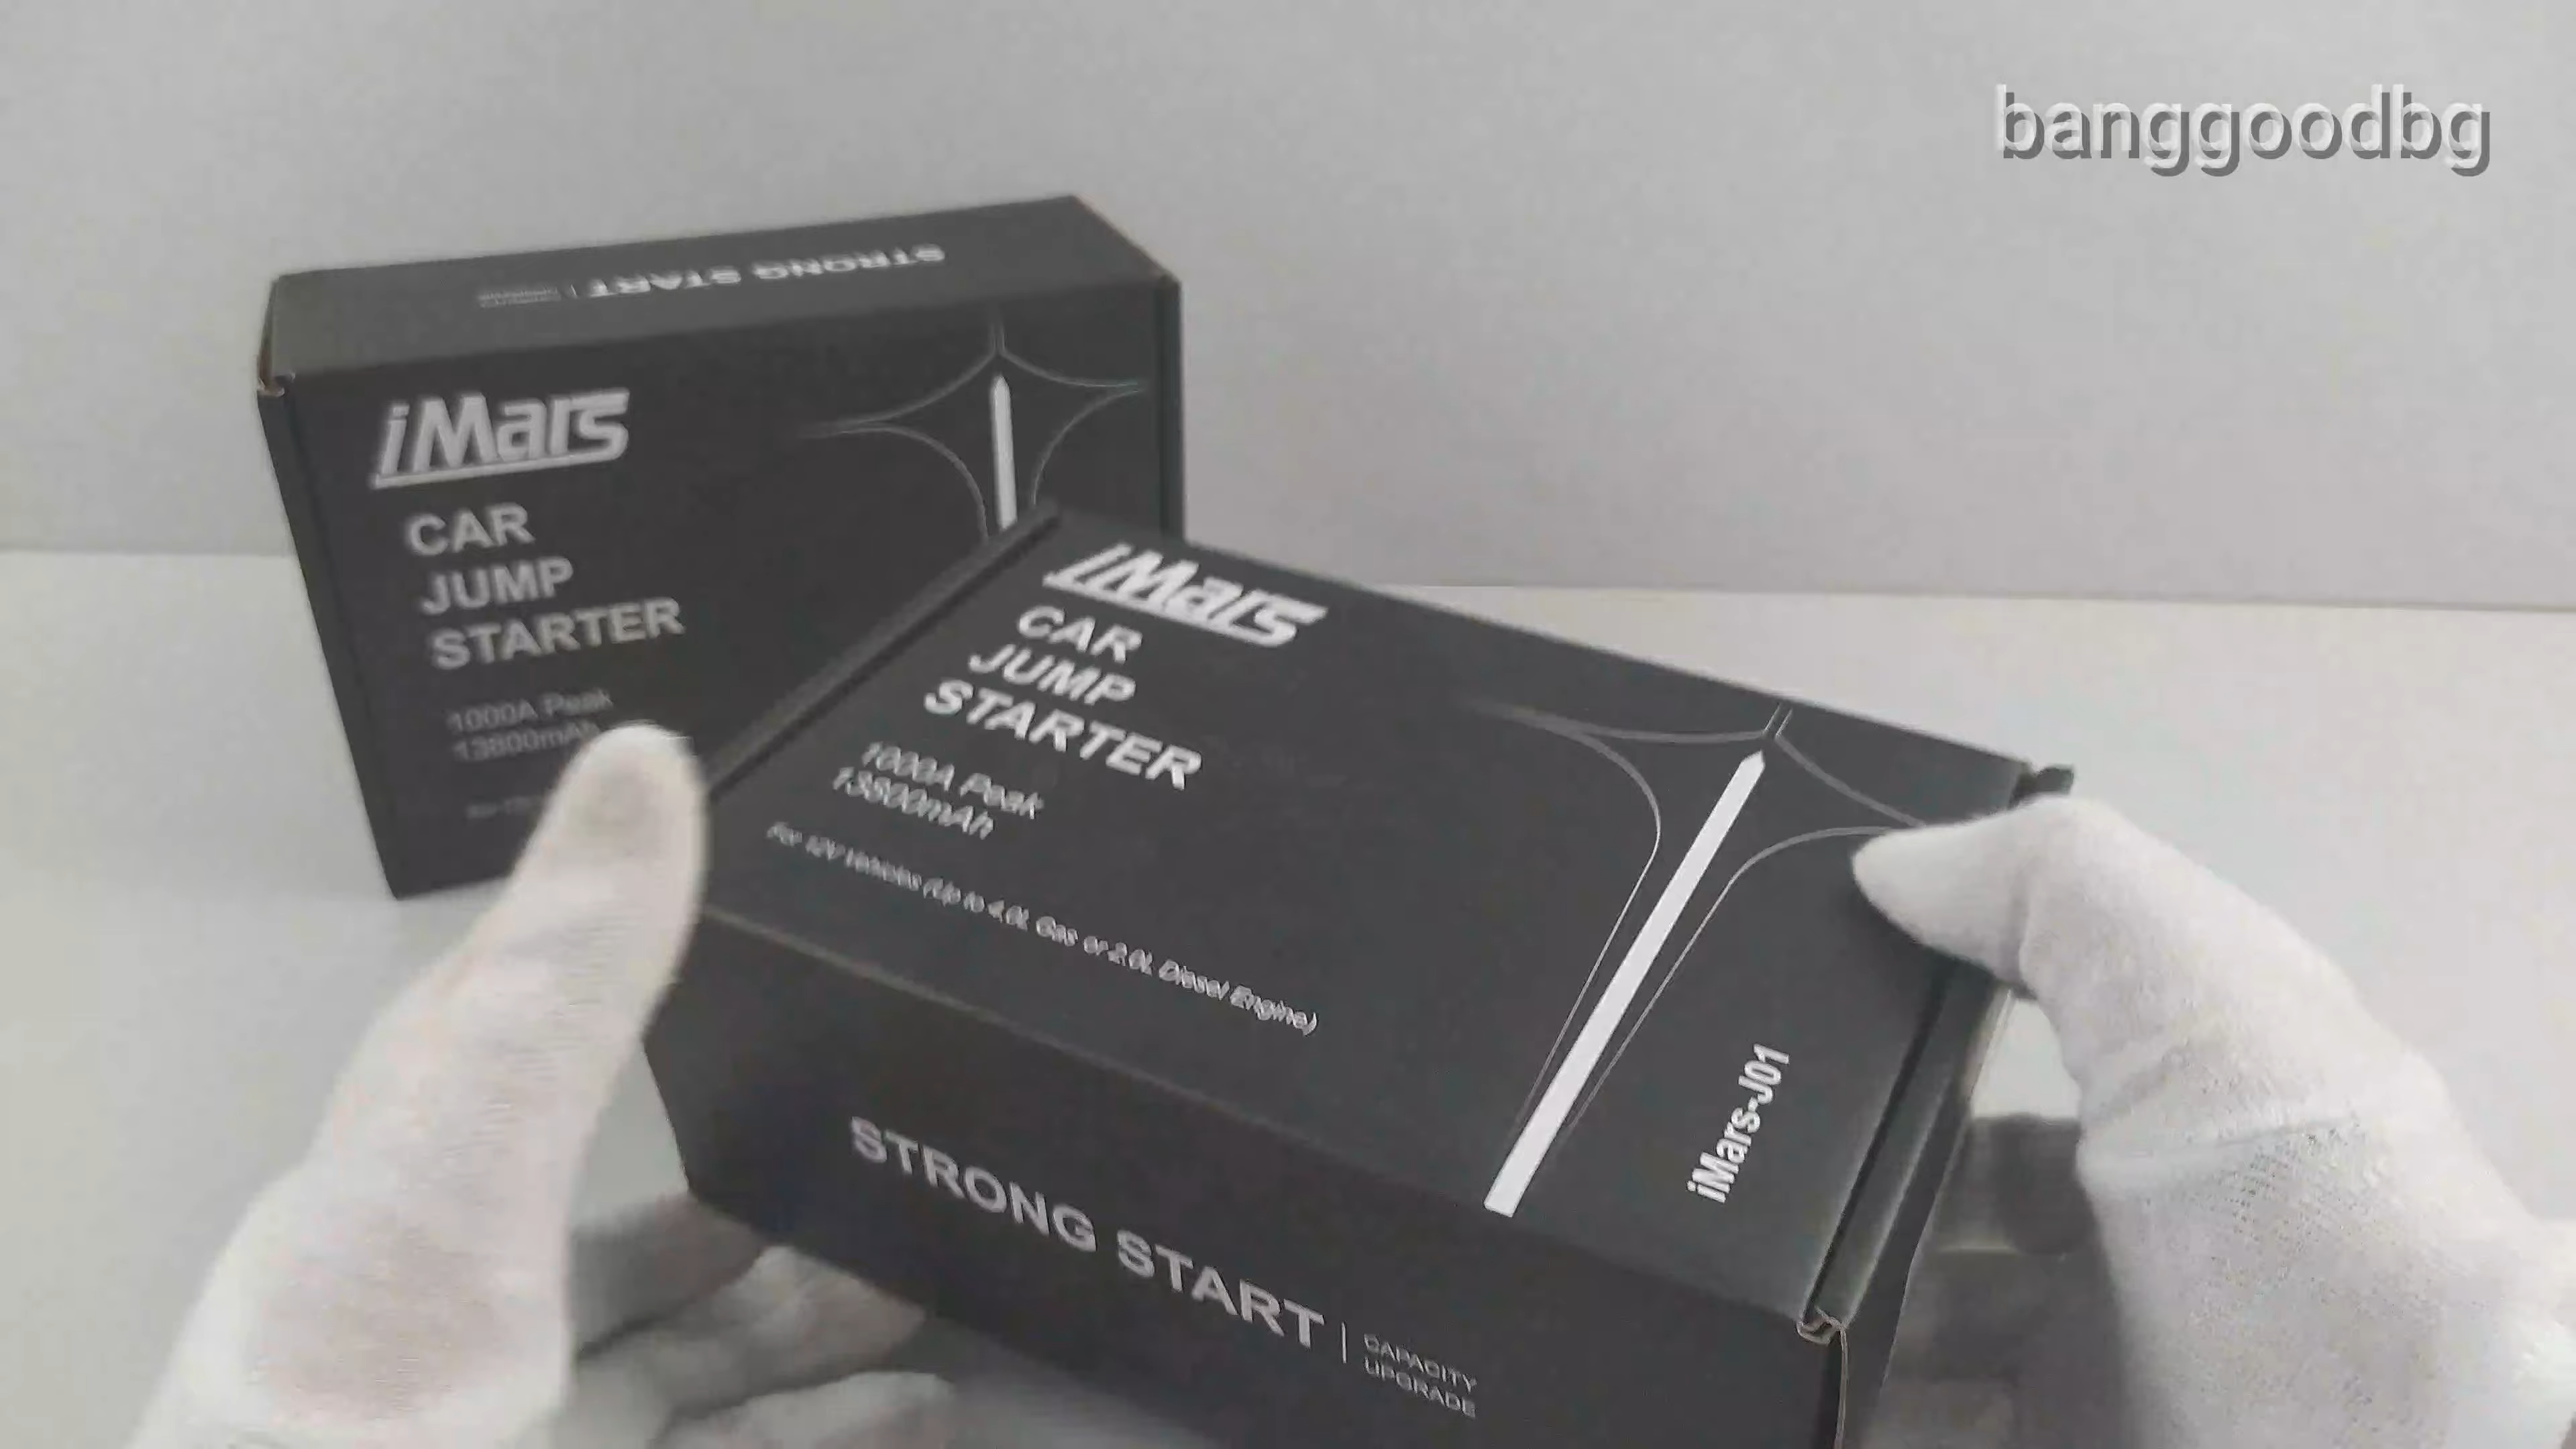 banggoodbg
STRONG START
iMars
CAR
JUMP
STARTER
1000A Peak
13800mAh
iMars
CAR
JUMP
STARTER
1000A Peak
13800mAh
For 12V Vehicles (Up to 4.0L Gas or 2.0L Diesel Engine)
iMars-J01
STRONG START
CAPACITY
UPGRADE